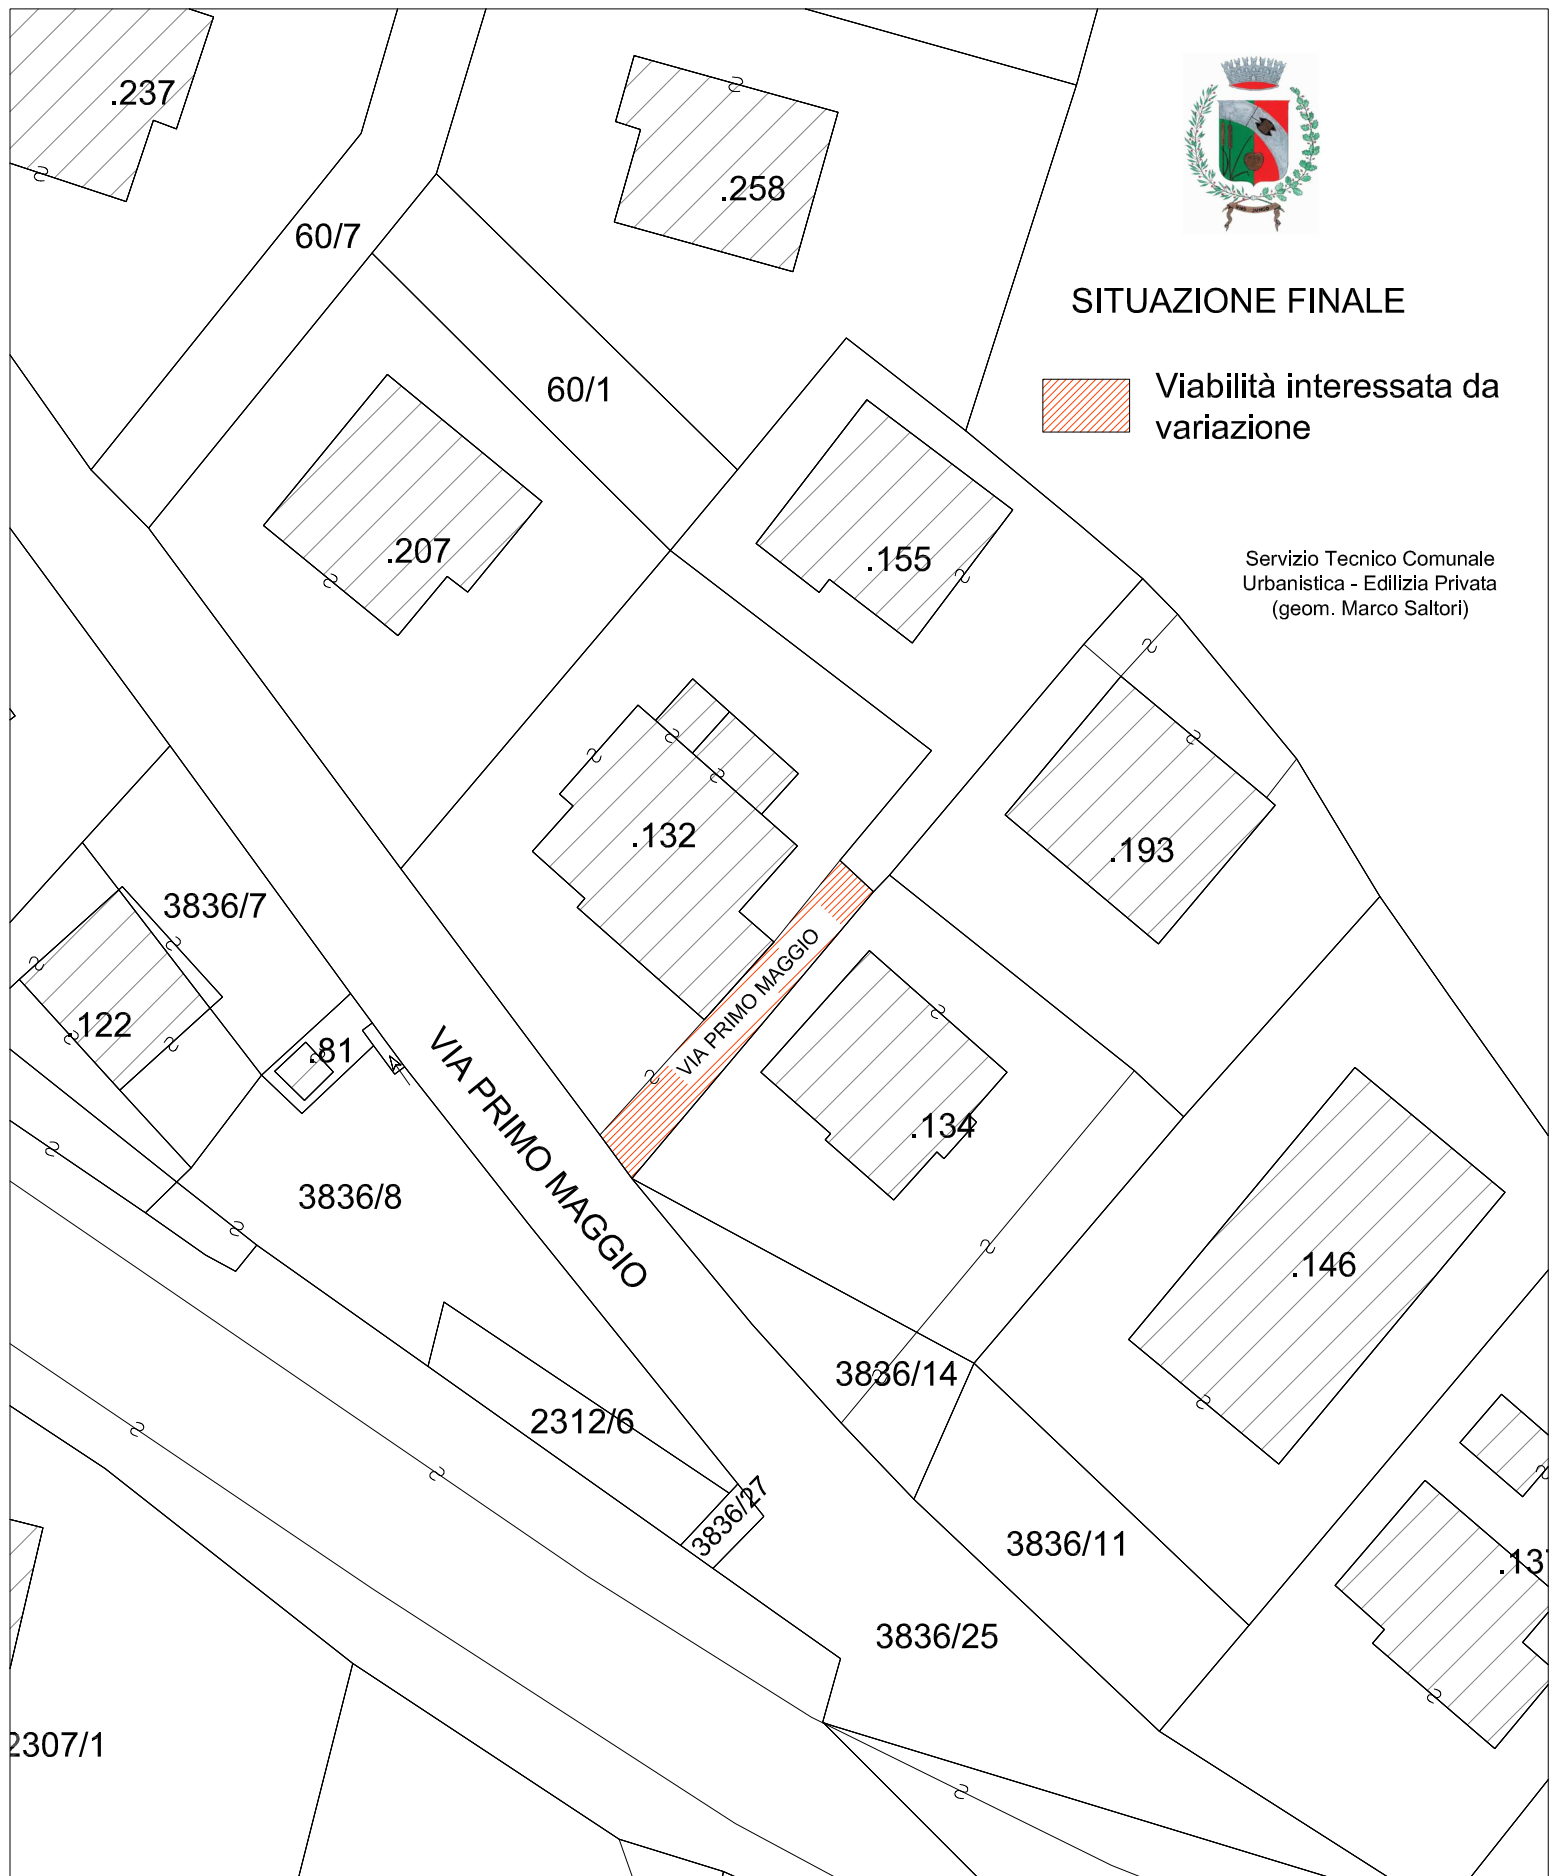 .237
.258
60/7
SITUAZIONE FINALE
60/1
Viabilità interessata da
variazione
.207
.155
Servizio Tecnico Comunale
Urbanistica - Edilizia Privata
(geom. Marco Saltori)
.132
.193
3836/7
VIA PRIMO MAGGIO
.122
.81
VIA PRIMO MAGGIO
.134
3836/8
.146
3836/14
2312/6
3836/27
3836/11
.137
3836/25
2307/1